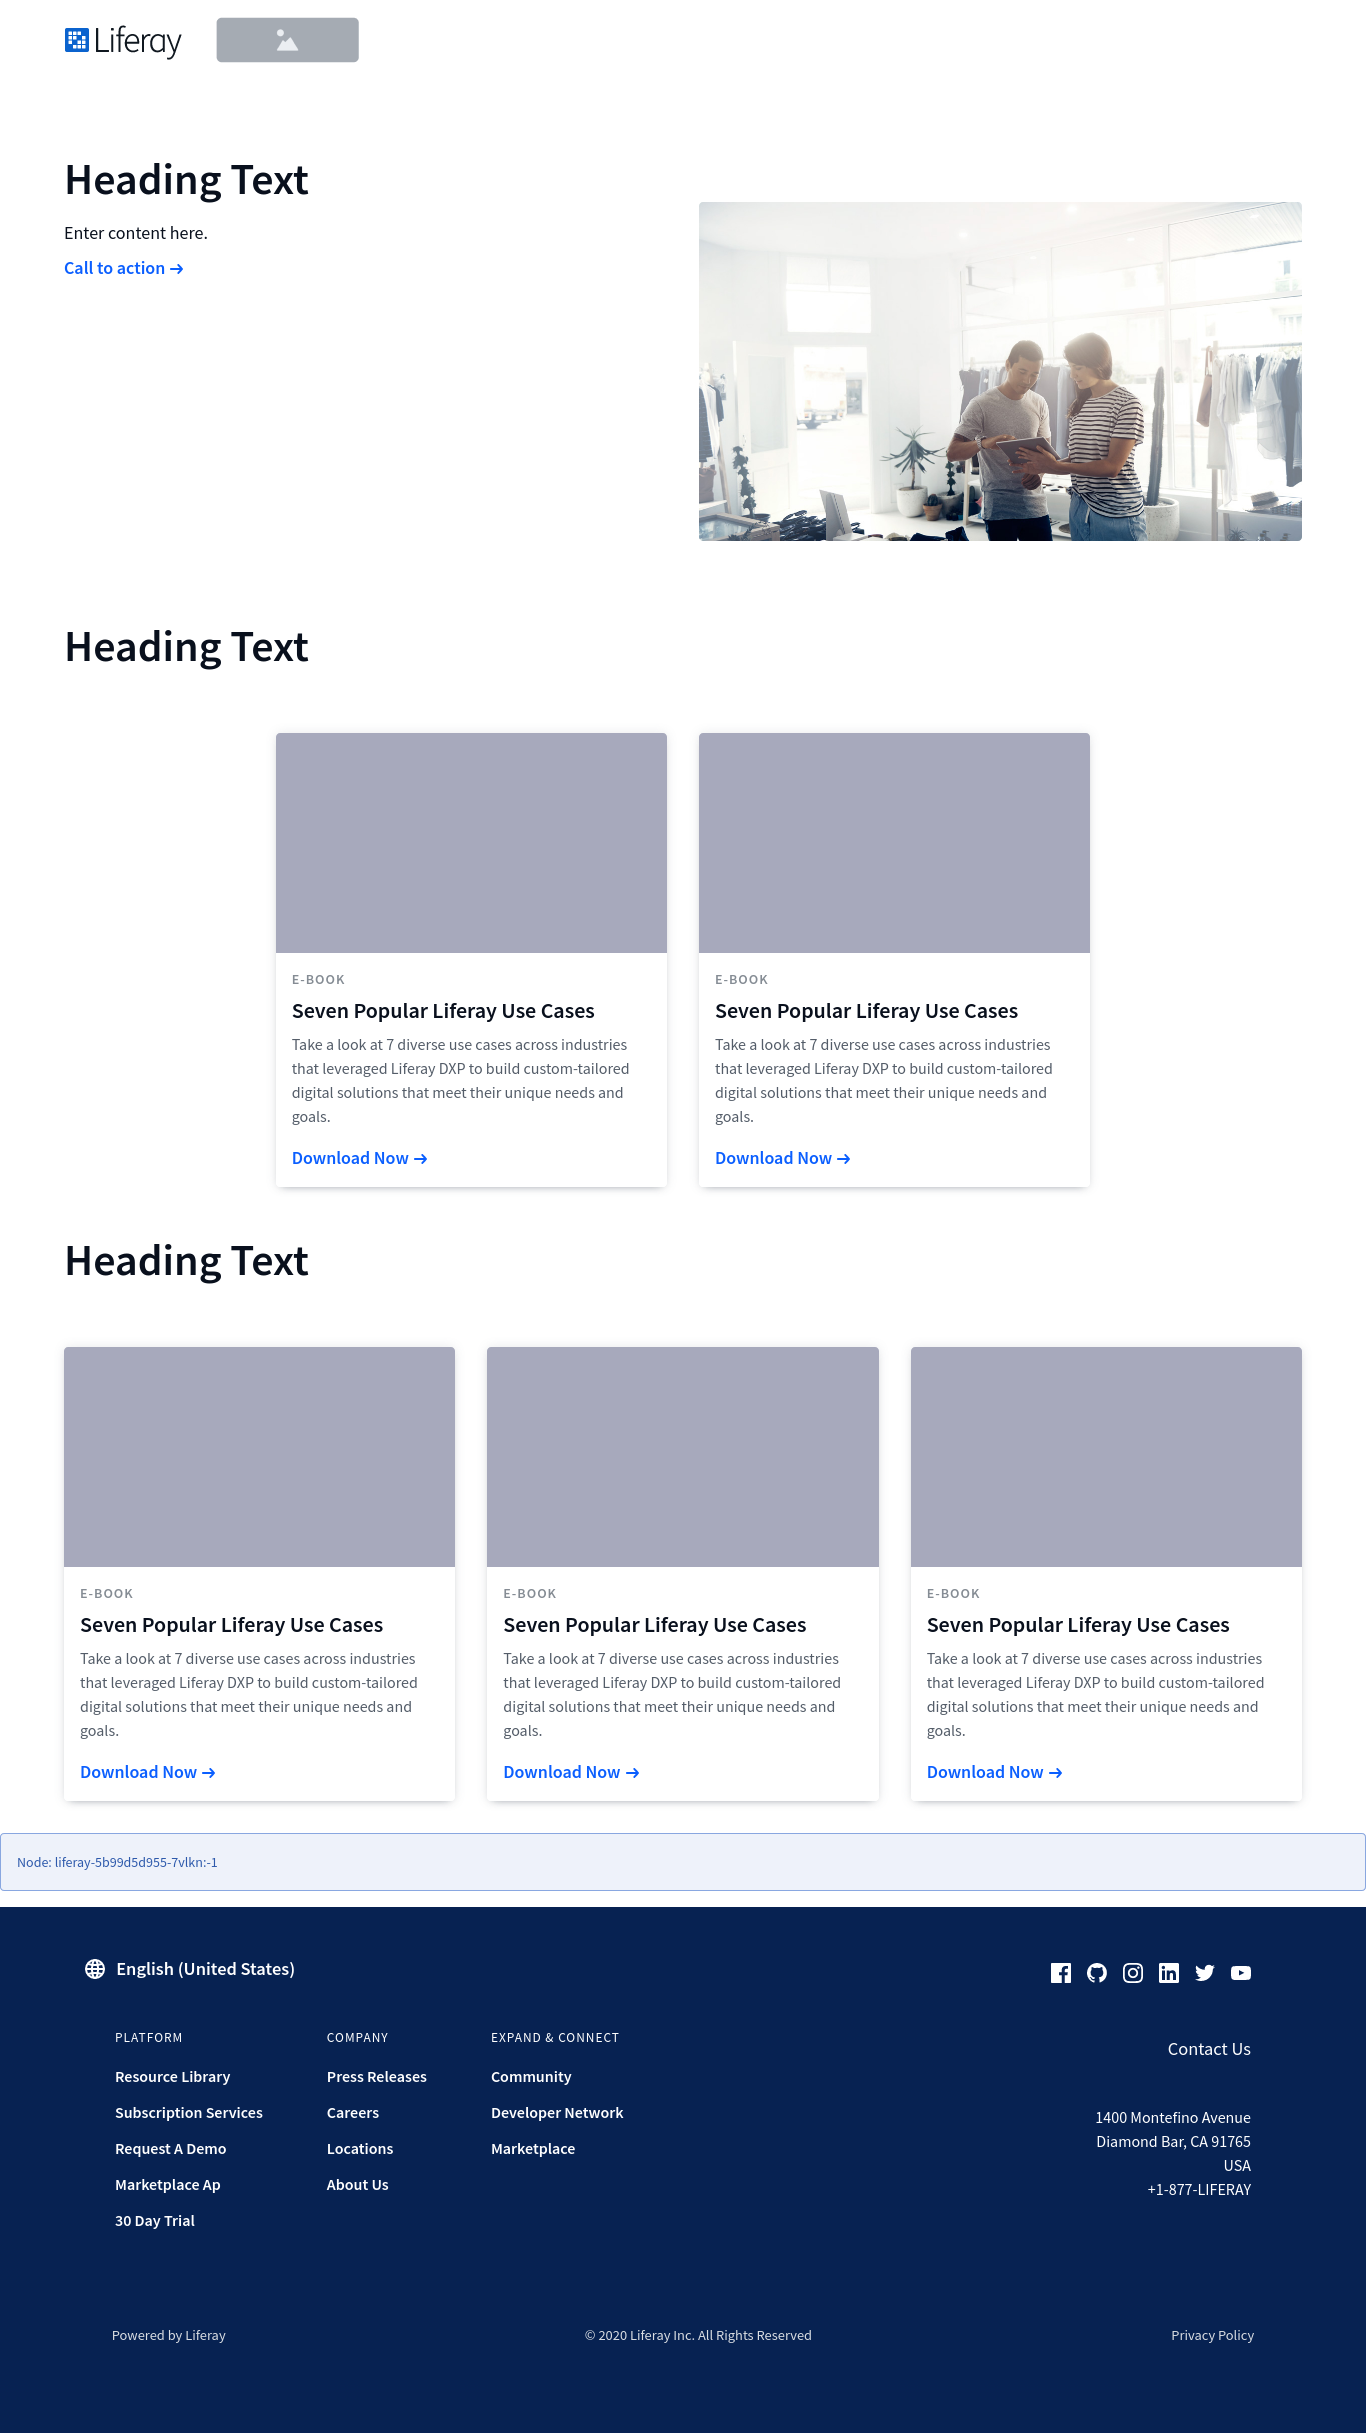 Liferay
Heading Text
Enter content here.
Call to action →
Heading Text
E-BOOK
Seven Popular Liferay Use Cases
Take a look at 7 diverse use cases across industries
that leveraged Liferay DXP to build custom-tailored
digital solutions that meet their unique needs and
goals.
Download Now →
E-BOOK
Seven Popular Liferay Use Cases
Take a look at 7 diverse use cases across industries
that leveraged Liferay DXP to build custom-tailored
digital solutions that meet their unique needs and
goals.
Download Now →
Heading Text
E-BOOK
Seven Popular Liferay Use Cases
Take a look at 7 diverse use cases across industries
that leveraged Liferay DXP to build custom-tailored
digital solutions that meet their unique needs and
goals.
Download Now →
E-BOOK
Seven Popular Liferay Use Cases
Take a look at 7 diverse use cases across industries
that leveraged Liferay DXP to build custom-tailored
digital solutions that meet their unique needs and
goals.
Download Now →
E-BOOK
Seven Popular Liferay Use Cases
Take a look at 7 diverse use cases across industries
that leveraged Liferay DXP to build custom-tailored
digital solutions that meet their unique needs and
goals.
Download Now →
Node: liferay-5b99d5d955-7vlkn:-1
English (United States)
PLATFORM
Resource Library
Subscription Services
Request A Demo
Marketplace Ap
30 Day Trial
COMPANY
Press Releases
Careers
Locations
About Us
EXPAND & CONNECT
Community
Developer Network
Marketplace
Contact Us
1400 Montefino Avenue
Diamond Bar, CA 91765
USA
+1-877-LIFERAY
Powered by Liferay
© 2020 Liferay Inc. All Rights Reserved
Privacy Policy